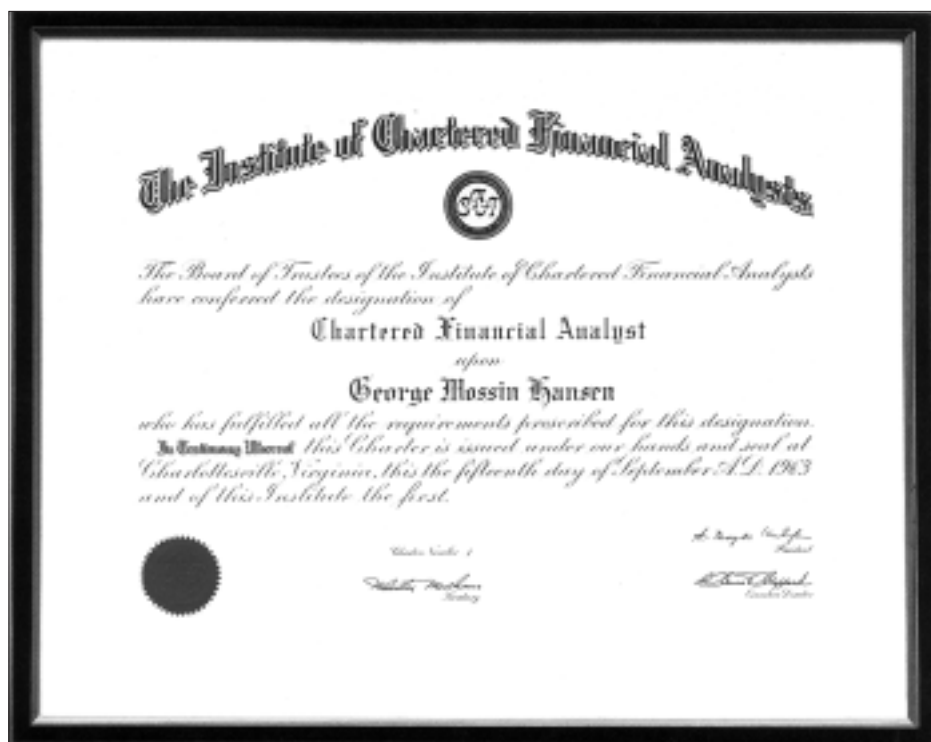 The Institute of Chartered Financial Analysts
The Board of Trustees of the Institute of Chartered Financial Analysts
have conferred the designation of
Chartered Financial Analyst
upon
George Mossin Hansen
who has fulfilled all the requirements prescribed for this designation.
In Testimony Whereof this Charter is issued under our hands and seal at
Charlottesville, Virginia, this the fifteenth day of September A.D. 1963
and of this Institute the first.
Charter Number 1
President
Secretary
Executive Director